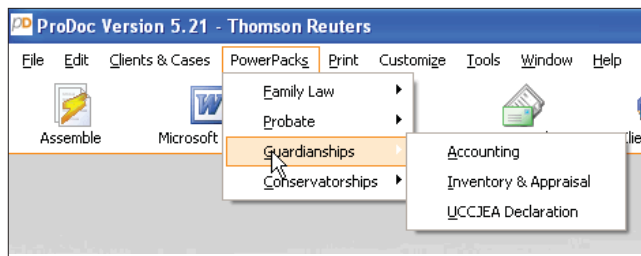 PD ProDoc Version 5.21 - Thomson Reuters
File Edit Clients & Cases PowerPacks Print Customize Tools Window Help
Family Law
Probate
Assemble Microsoft
Guardianships Accounting
Conservatorships Inventory & Appraisal
UCCJEA Declaration